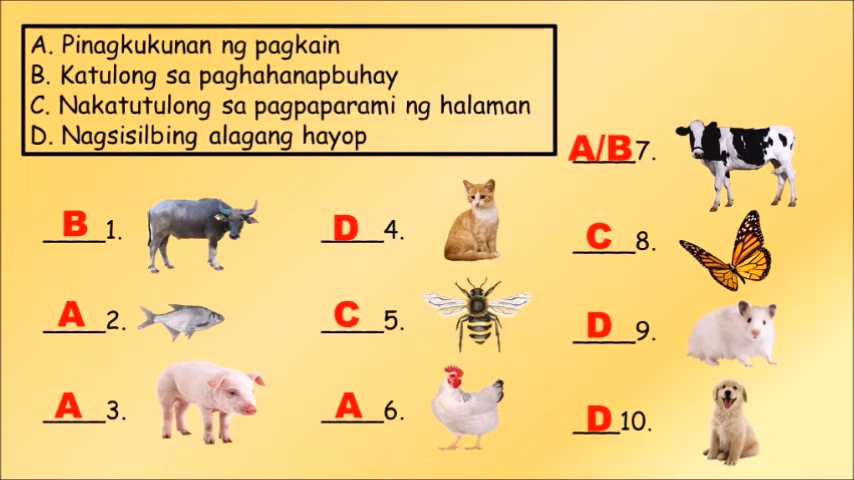 A. Pinagkukunan ng pagkain
B. Katulong sa paghahanapbuhay
C. Nakatutulong sa pagpaparami ng halaman
D. Nagsisilbing alagang hayop
B 1.
A 2.
A 3.
D 4.
C 5.
A 6.
A/B 7.
C 8.
D 9.
D 10.